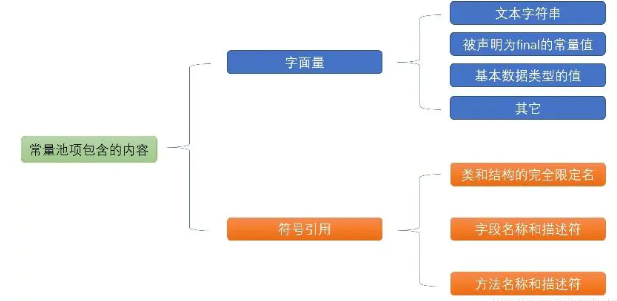 文本字符串
被声明为final的常量值
字面量
基本数据类型的值
其它
常量池项包含的内容
类和结构的完全限定名
符号引用
字段名称和描述符
方法名称和描述符